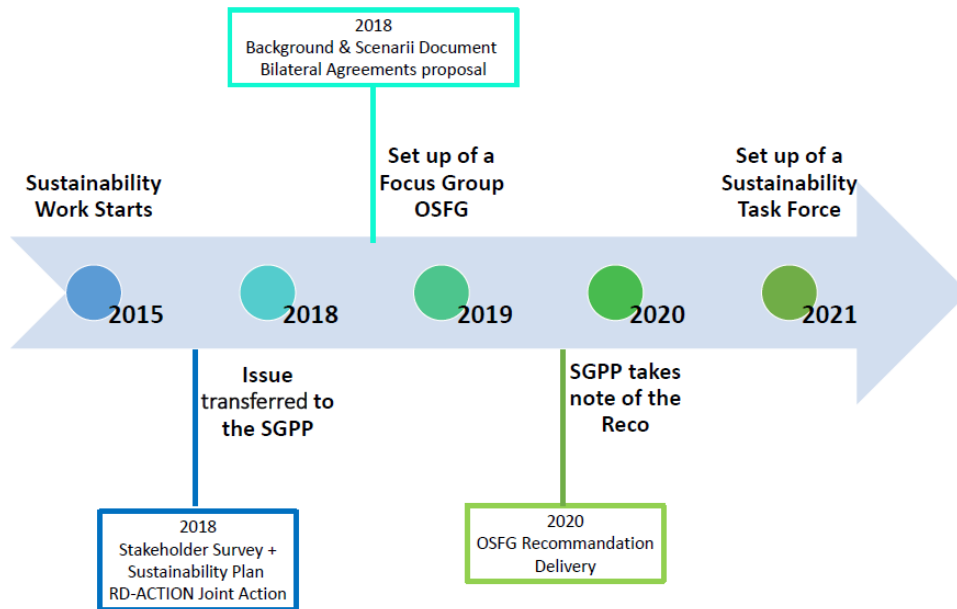 2018
Background & Scenarii Document
Bilateral Agreements proposal
Sustainability
Work Starts
Set up of a
Focus Group
OSFG
Set up of a
Sustainability
Task Force
2015
2018
2019
2020
2021
Issue
transferred to
the SGPP
SGPP takes
note of the
Reco
2018
Stakeholder Survey +
Sustainability Plan
RD-ACTION Joint Action
2020
OSFG Recommandation
Delivery